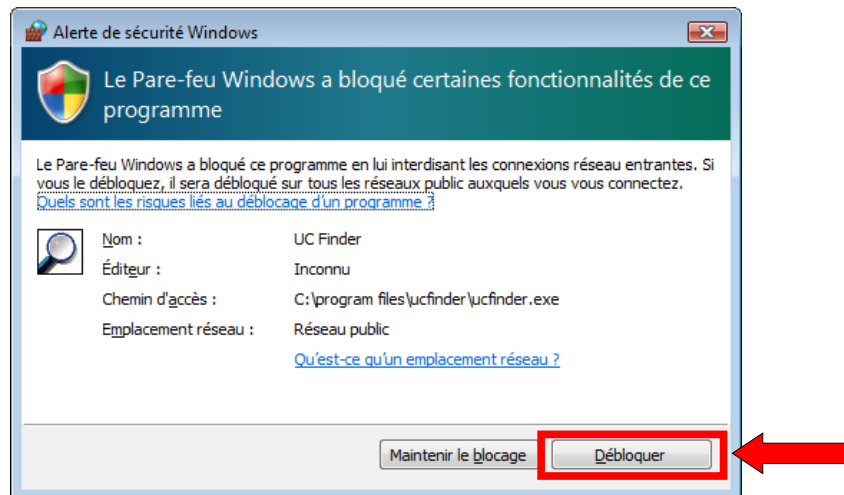 Alerte de sécurité Windows
Le Pare-feu Windows a bloqué certaines fonctionnalités de ce
programme
Le Pare-feu Windows a bloqué ce programme en lui interdisant les connexions réseau entrantes. Si
vous le débloquez, il sera débloqué sur tous les réseaux public auxquels vous vous connectez.
Quels sont les risques liés au déblocage d'un programme ?
Nom : UC Finder
Éditeur : Inconnu
Chemin d'accès : C:\program files\ucfinder\ucfinder.exe
Emplacement réseau : Réseau public
Qu'est-ce qu'un emplacement réseau ?
Maintenir le blocage Débloquer